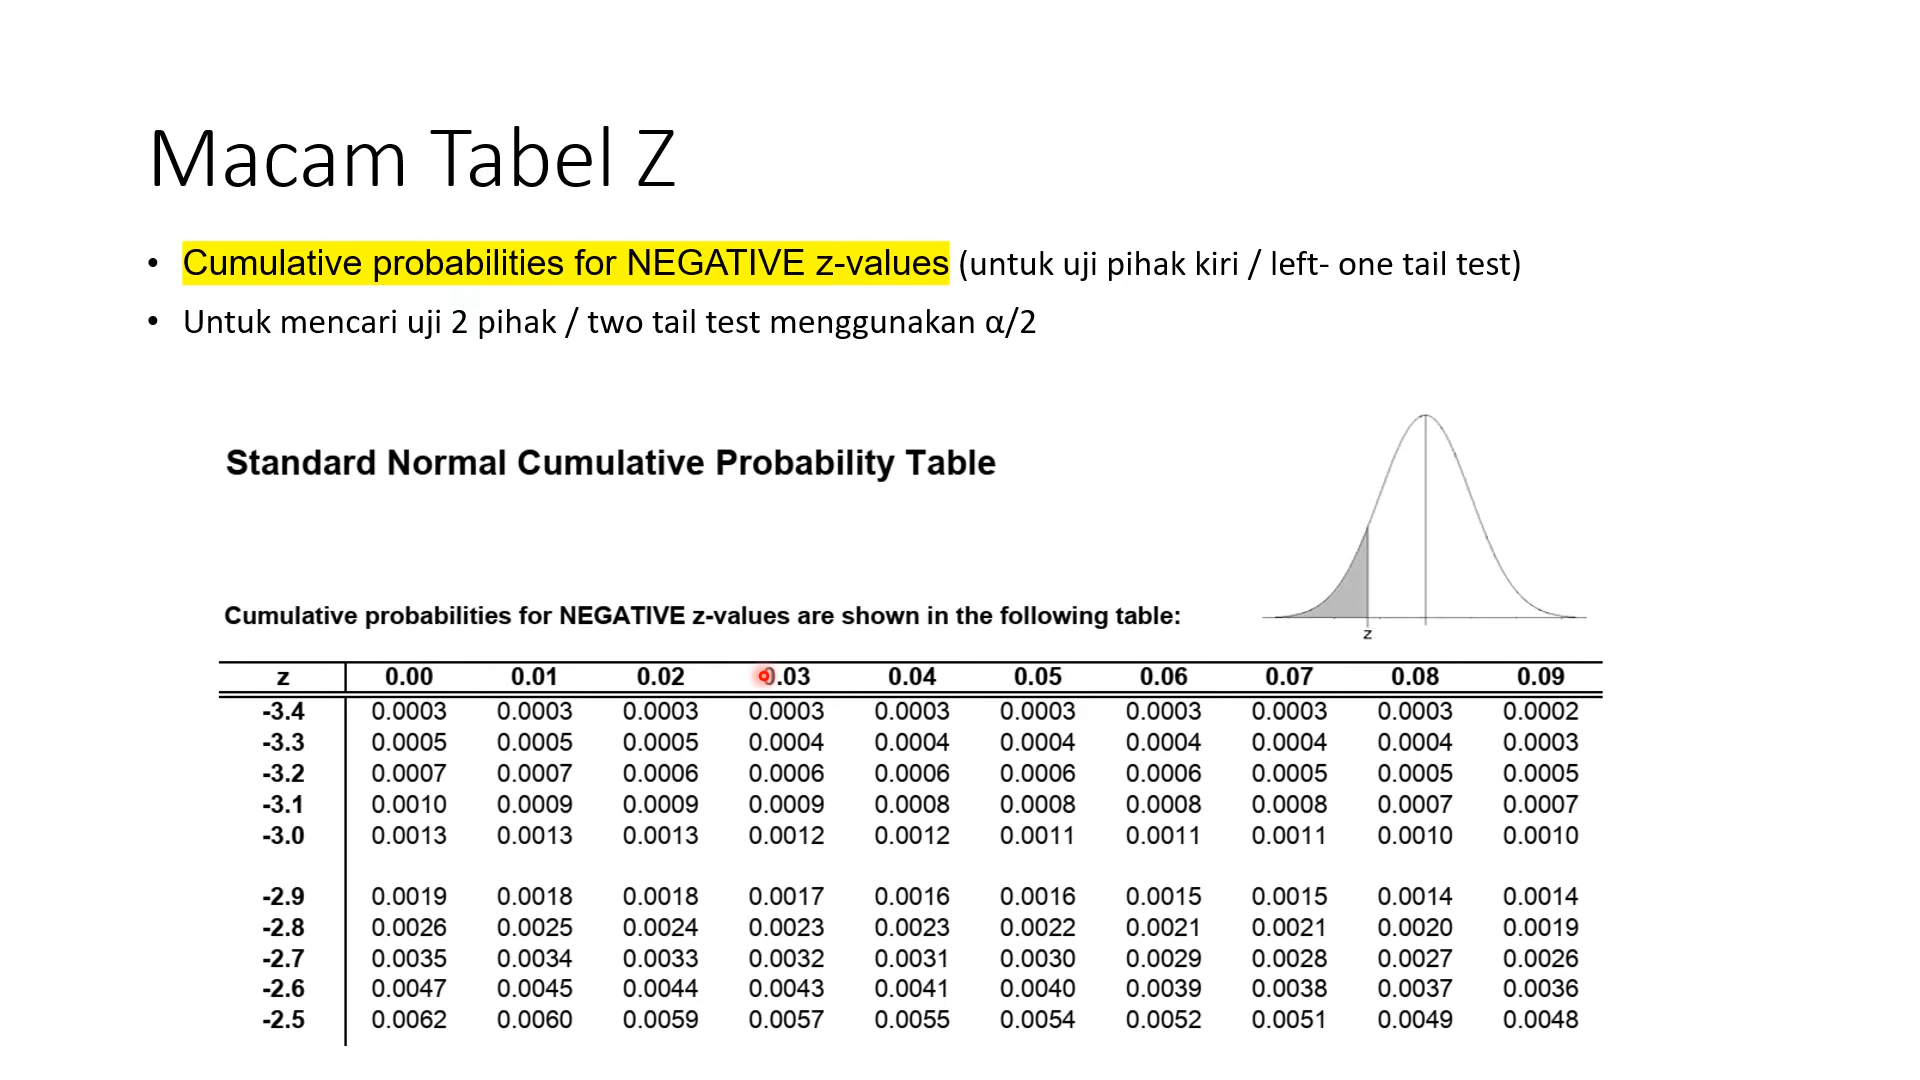 Macam Tabel Z
• Cumulative probabilities for NEGATIVE z-values (untuk uji pihak kiri / left- one tail test)
• Untuk mencari uji 2 pihak / two tail test menggunakan α/2
Standard Normal Cumulative Probability Table
Cumulative probabilities for NEGATIVE z-values are shown in the following table:
z
z 0.00 0.01 0.02 0.03 0.04 0.05 0.06 0.07 0.08 0.09
-3.4 0.0003 0.0003 0.0003 0.0003 0.0003 0.0003 0.0003 0.0003 0.0003 0.0002
-3.3 0.0005 0.0005 0.0005 0.0004 0.0004 0.0004 0.0004 0.0004 0.0004 0.0003
-3.2 0.0007 0.0007 0.0006 0.0006 0.0006 0.0006 0.0006 0.0005 0.0005 0.0005
-3.1 0.0010 0.0009 0.0009 0.0009 0.0008 0.0008 0.0008 0.0008 0.0007 0.0007
-3.0 0.0013 0.0013 0.0013 0.0012 0.0012 0.0011 0.0011 0.0011 0.0010 0.0010
-2.9 0.0019 0.0018 0.0018 0.0017 0.0016 0.0016 0.0015 0.0015 0.0014 0.0014
-2.8 0.0026 0.0025 0.0024 0.0023 0.0023 0.0022 0.0021 0.0021 0.0020 0.0019
-2.7 0.0035 0.0034 0.0033 0.0032 0.0031 0.0030 0.0029 0.0028 0.0027 0.0026
-2.6 0.0047 0.0045 0.0044 0.0043 0.0041 0.0040 0.0039 0.0038 0.0037 0.0036
-2.5 0.0062 0.0060 0.0059 0.0057 0.0055 0.0054 0.0052 0.0051 0.0049 0.0048